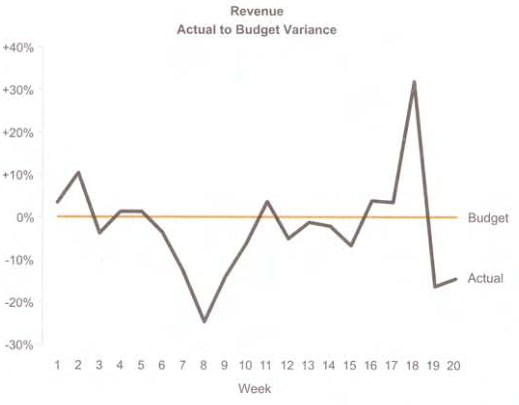 Revenue
Actual to Budget Variance
+40%
+30%
+20%
+10%
0%
-10%
-20%
-30%
Budget
Actual
1 2 3 4 5 6 7 8 9 10 11 12 13 14 15 16 17 18 19 20
Week